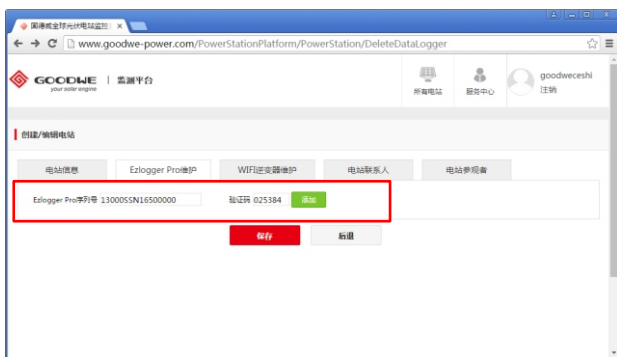 国德威全球光伏电站监控
www.goodwe-power.com/PowerStationPlatform/PowerStation/DeleteDataLogger
GOODWE | 监测平台
your solar engine
所有电站
服务中心
goodweceshi
注销
创建/编辑电站
电站信息
Ezlogger Pro维护
WIFI逆变器维护
电站联系人
电站参观者
Ezlogger Pro序列号 13000SSN16500000 验证码 025384 添加
保存
后退